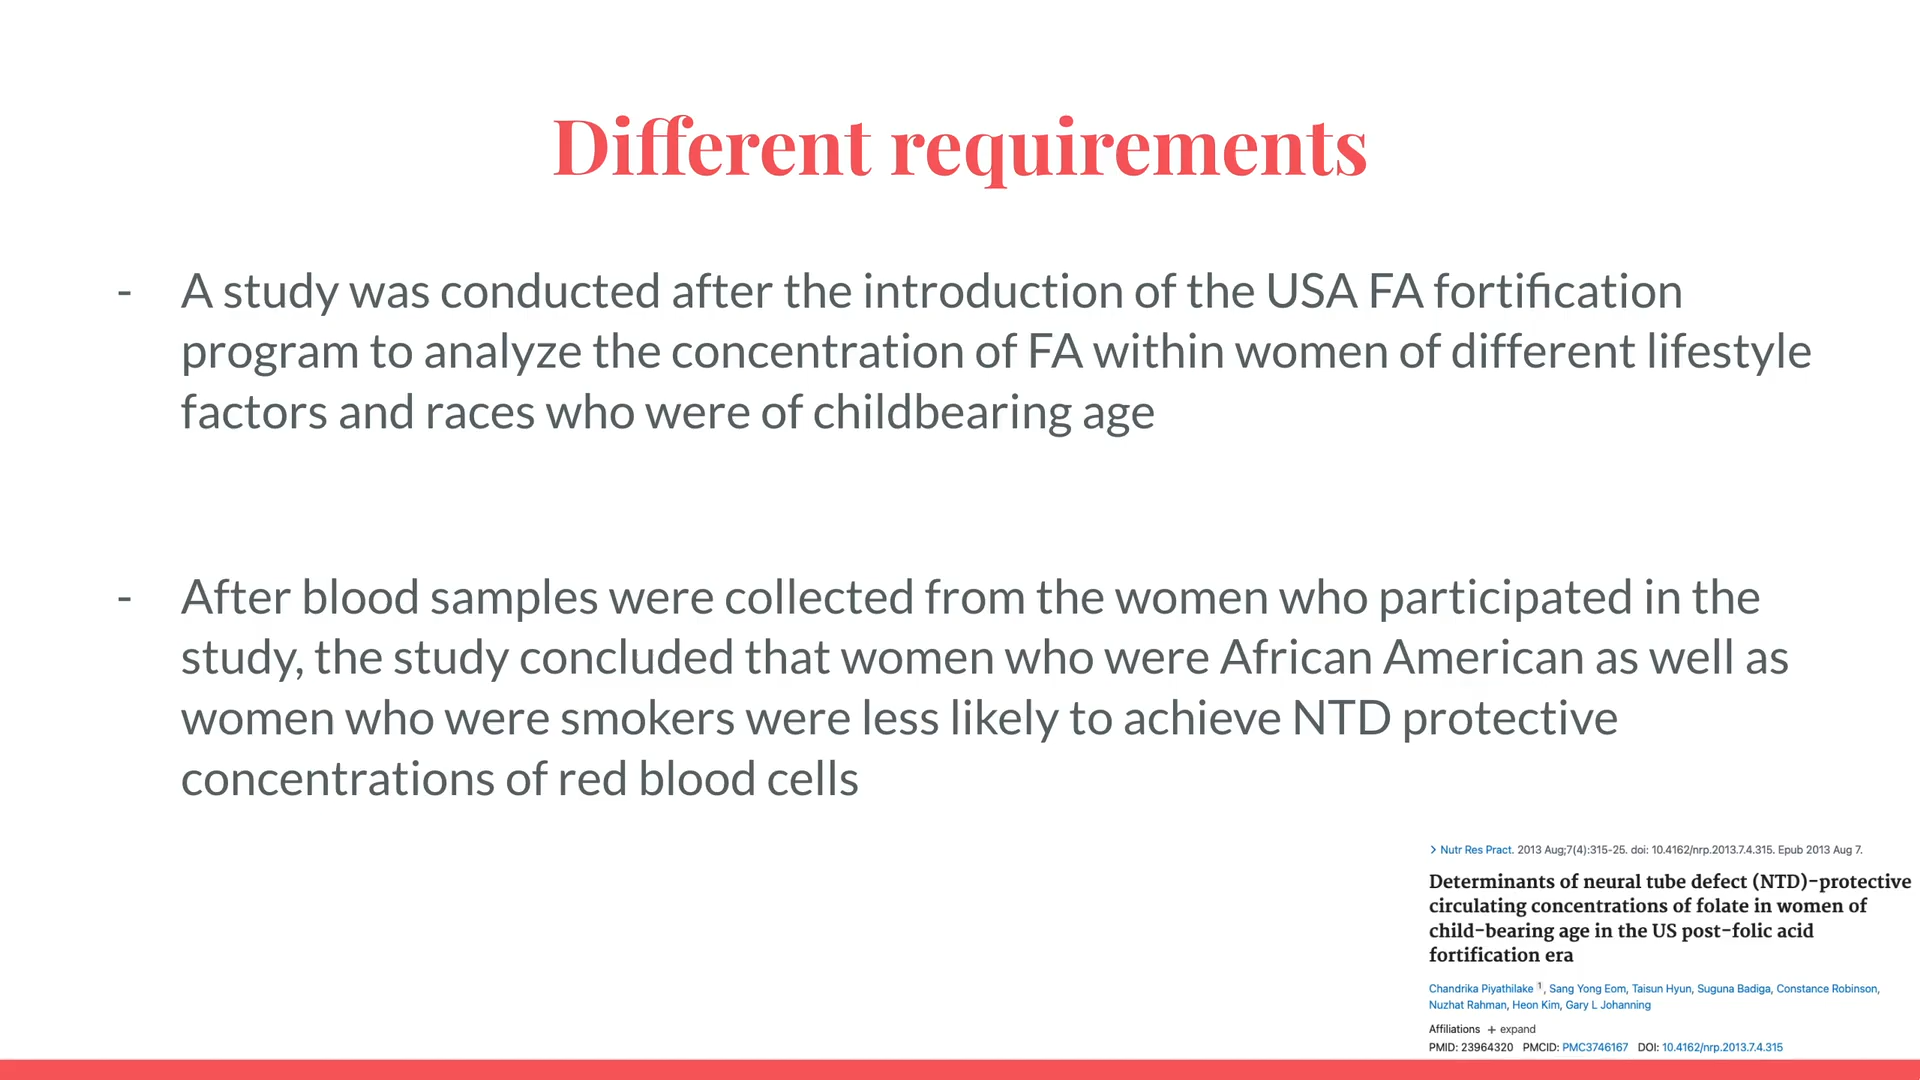 Different requirements
- A study was conducted after the introduction of the USA FA fortification
program to analyze the concentration of FA within women of different lifestyle
factors and races who were of childbearing age
- After blood samples were collected from the women who participated in the
study, the study concluded that women who were African American as well as
women who were smokers were less likely to achieve NTD protective
concentrations of red blood cells
> Nutr Res Pract. 2013 Aug;7(4):315-25. doi: 10.4162/nrp.2013.7.4.315. Epub 2013 Aug 7.
Determinants of neural tube defect (NTD)-protective
circulating concentrations of folate in women of
child-bearing age in the US post-folic acid
fortification era
Chandrika Piyathilake 1, Sang Yong Eom, Taisun Hyun, Suguna Badiga, Constance Robinson,
Nuzhat Rahman, Heon Kim, Gary L Johanning
Affiliations + expand
PMID: 23964320 PMCID: PMC3746167 DOI: 10.4162/nrp.2013.7.4.315